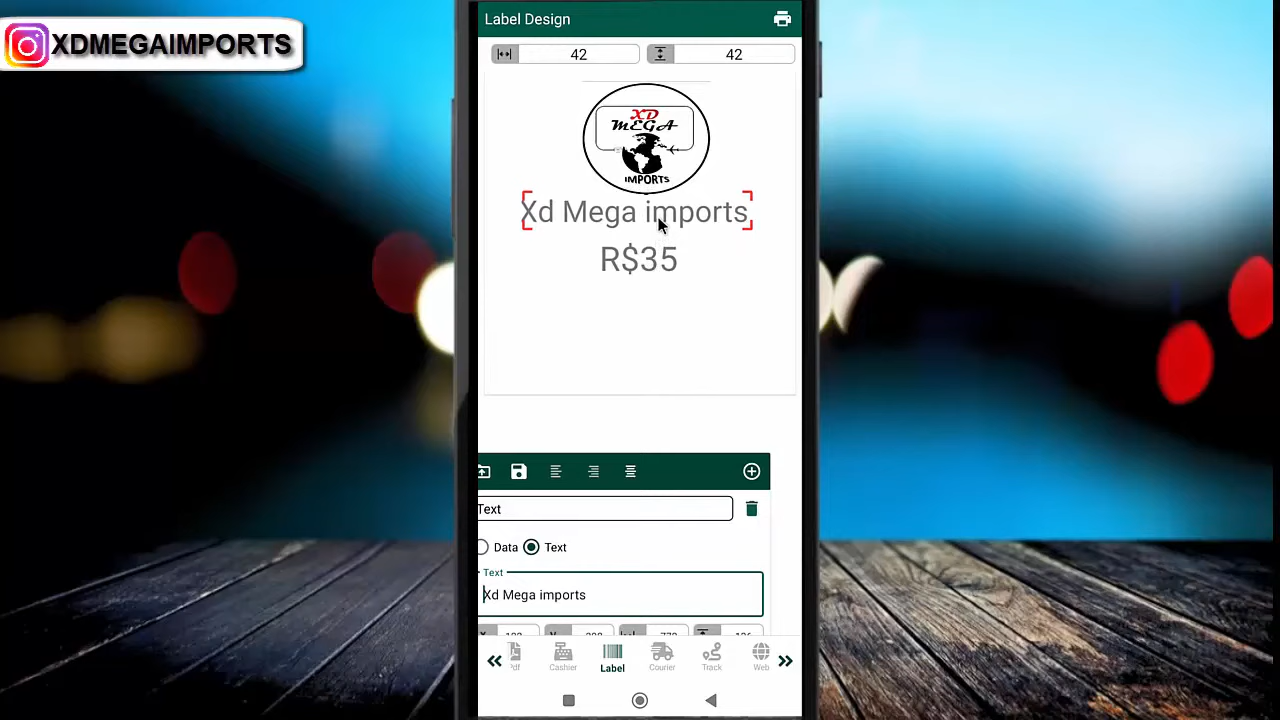 XDMEGAIMPORTS
Label Design
42
42
XD
MEGA
IMPORTS
Xd Mega imports
R$35
Text
Data
Text
Text
Xd Mega imports
Cashier
Label
Courier
Track
Web